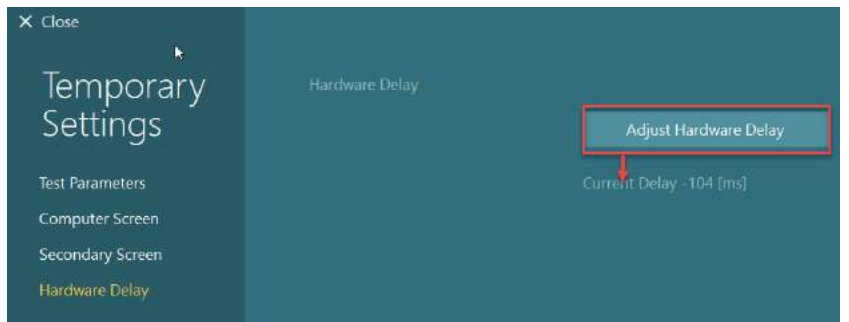 Close
Temporary
Settings
Test Parameters
Computer Screen
Secondary Screen
Hardware Delay
Hardware Delay
Adjust Hardware Delay
Current Delay -104 [ms]